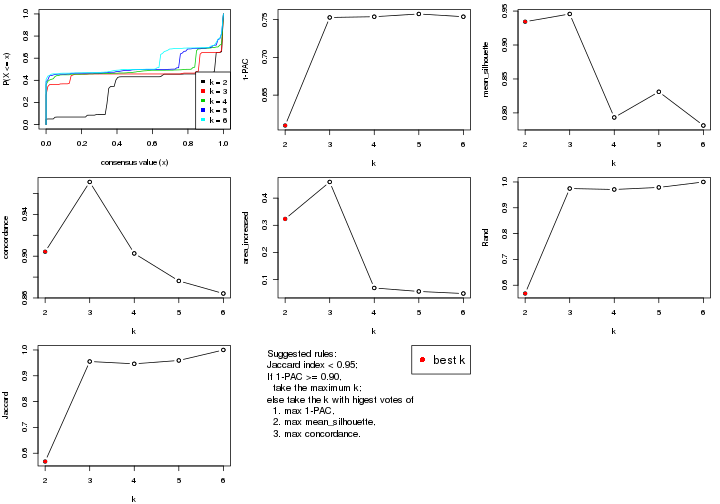 P(X <= x)
1.0
0.8
0.6
0.4
0.2
0.0
k = 2
k = 3
k = 4
k = 5
k = 6
0.0 0.2 0.4 0.6 0.8 1.0
consensus value (x)
1-PAC
0.75
0.70
0.65
2 3 4 5 6
k
mean_silhouette
0.95
0.90
0.85
0.80
2 3 4 5 6
k
concordance
0.94
0.90
0.86
2 3 4 5 6
k
area_increased
0.4
0.3
0.2
0.1
2 3 4 5 6
k
Rand
1.0
0.9
0.8
0.7
0.6
2 3 4 5 6
k
Jaccard
1.0
0.9
0.8
0.7
0.6
2 3 4 5 6
k
Suggested rules:
Jaccard index < 0.95;
If 1-PAC >= 0.90,
take the maximum k;
else take the k with higest votes of
1. max 1-PAC,
2. max mean_silhouette,
3. max concordance.
best k